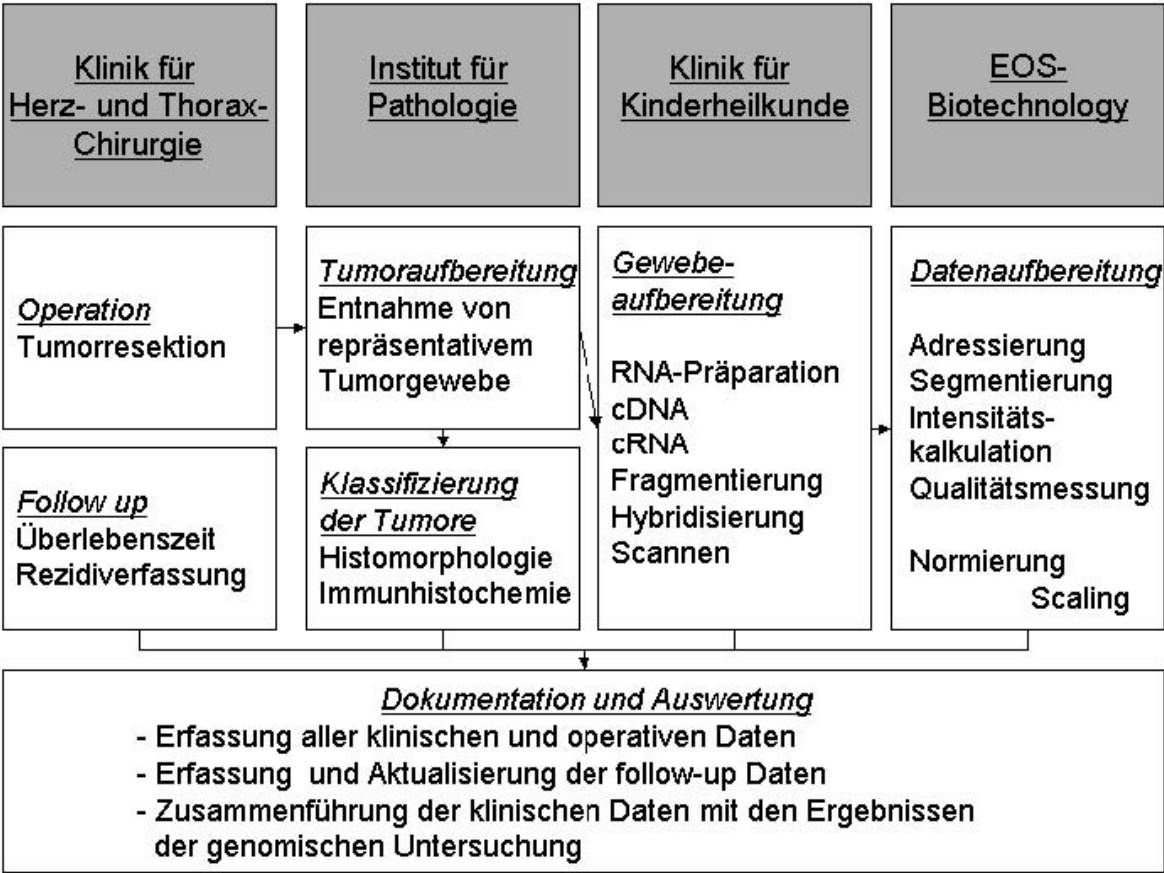 Klinik für
Herz- und Thorax-
Chirurgie
Institut für
Pathologie
Klinik für
Kinderheilkunde
EOS-
Biotechnology
Operation
Tumorresektion
Follow up
Überlebenszeit
Rezidiverfassung
Tumoraufbereitung
Entnahme von
repräsentativem
Tumorgewebe
Klassifizierung
der Tumore
Histomorphologie
Immunhistochemie
Gewebe-
aufbereitung
RNA-Präparation
cDNA
cRNA
Fragmentierung
Hybridisierung
Scannen
Datenaufbereitung
Adressierung
Segmentierung
Intensitäts-
kalkulation
Qualitätsmessung
Normierung
Scaling
Dokumentation und Auswertung
- Erfassung aller klinischen und operativen Daten
- Erfassung und Aktualisierung der follow-up Daten
- Zusammenführung der klinischen Daten mit den Ergebnissen
der genomischen Untersuchung